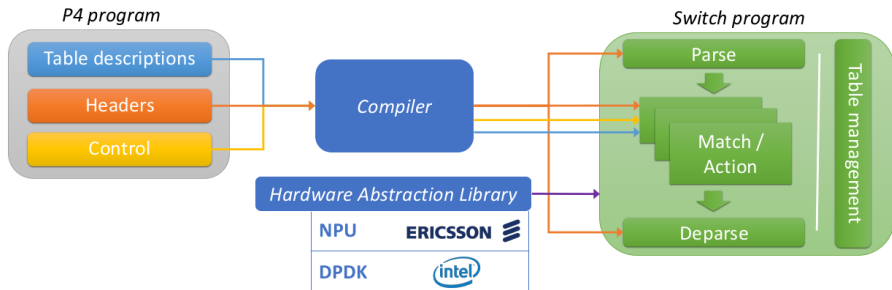 P4 program
Switch program
Table descriptions
Headers
Control
Compiler
Parse
Match /
Action
Deparse
Table management
Hardware Abstraction Library
NPU ERICSSON
DPDK intel